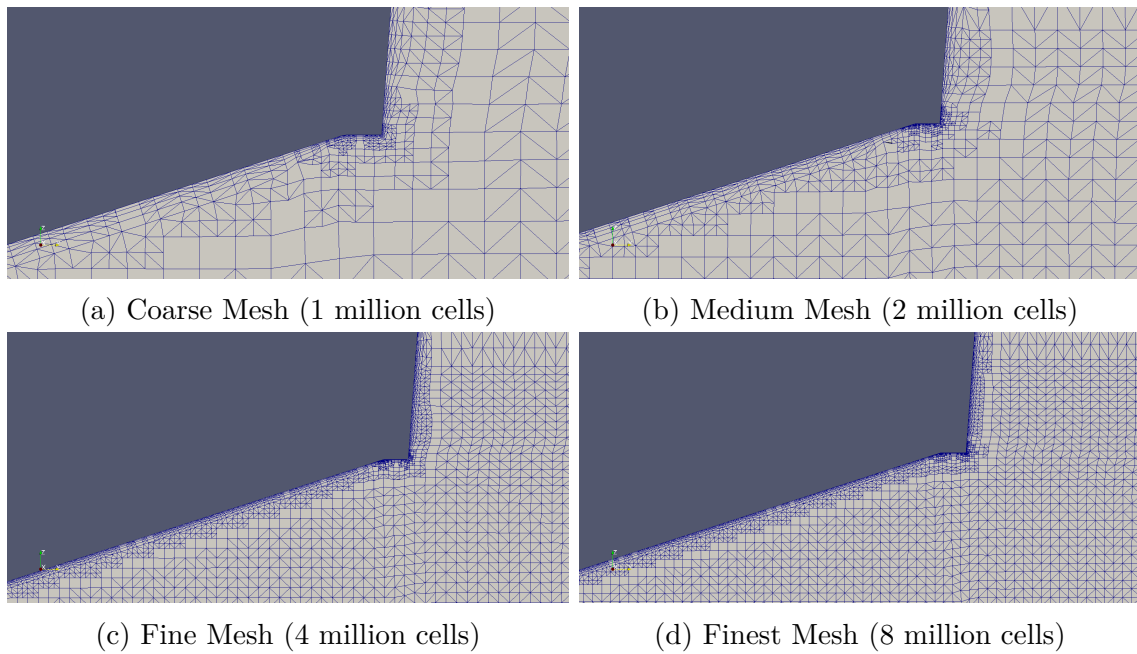 (a) Coarse Mesh (1 million cells)
(b) Medium Mesh (2 million cells)
(c) Fine Mesh (4 million cells)
(d) Finest Mesh (8 million cells)